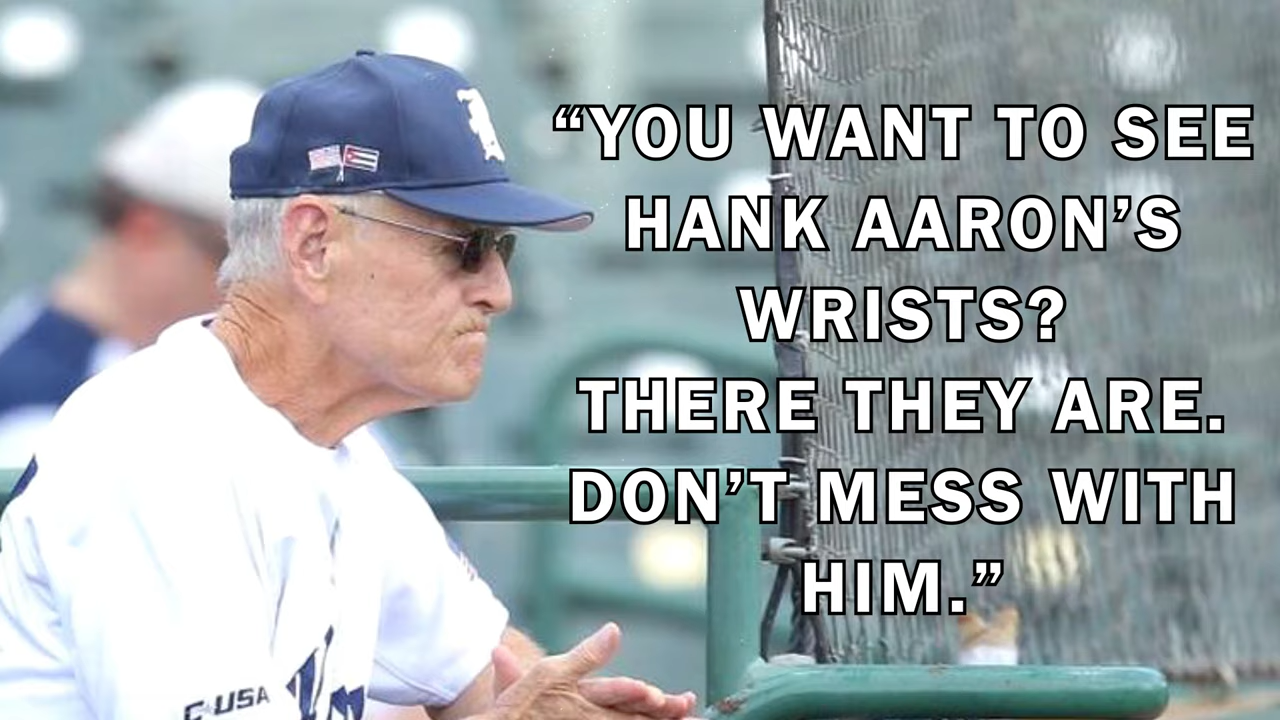 “YOU WANT TO SEE
HANK AARON’S
WRISTS?
THERE THEY ARE.
DON’T MESS WITH
HIM.”
C USA
R